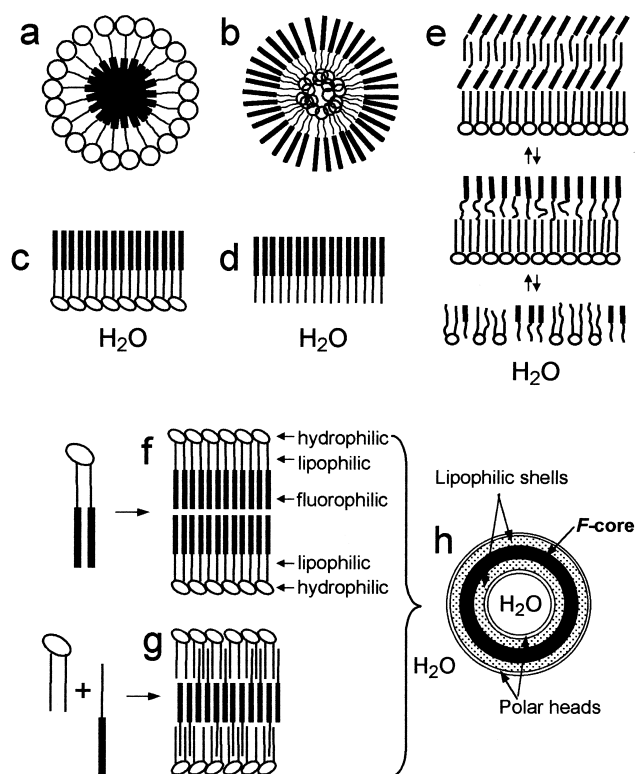 a
b
e
c
d
H2O
H2O
H2O
f
hydrophilic
lipophilic
fluorophilic
lipophilic
hydrophilic
Lipophilic shells
F-core
h
H2O
H2O
Polar heads
+
g